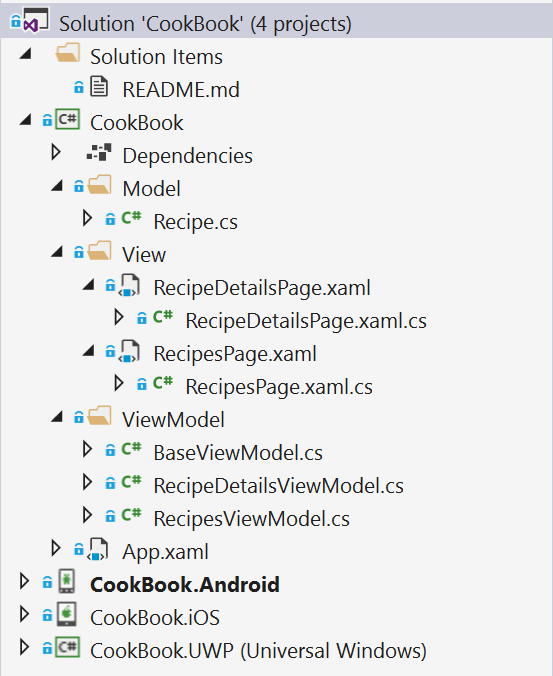 Solution 'CookBook' (4 projects)
Solution Items
README.md
C# CookBook
Dependencies
Model
C# Recipe.cs
View
RecipeDetailsPage.xaml
C# RecipeDetailsPage.xaml.cs
RecipesPage.xaml
C# RecipesPage.xaml.cs
ViewModel
C# BaseViewModel.cs
C# RecipeDetailsViewModel.cs
C# RecipesViewModel.cs
App.xaml
CookBook.Android
CookBook.iOS
C# CookBook.UWP (Universal Windows)